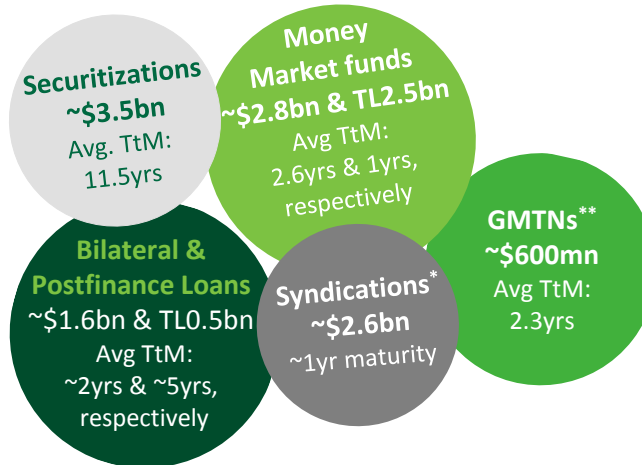 Securitizations
~$3.5bn
Avg. TtM:
11.5yrs
Money
Market funds
~$2.8bn & TL2.5bn
Avg TtM:
2.6yrs & 1yrs,
respectively
GMTNs**
~$600mn
Avg TtM:
2.3yrs
Bilateral &
Postfinance Loans
~$1.6bn & TL0.5bn
Avg TtM:
~2yrs & ~5yrs,
respectively
Syndications*
~$2.6bn
~1yr maturity